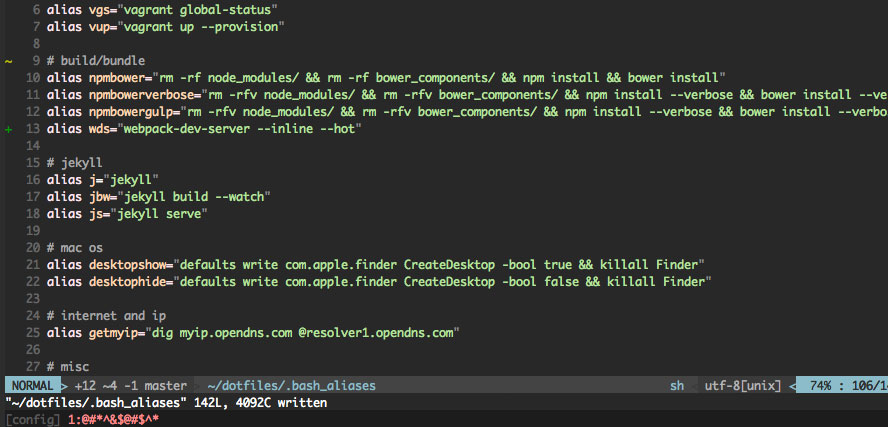 6 alias vgs="vagrant global-status"
7 alias vup="vagrant up --provision"
8
~ 9 # build/bundle
10 alias npmbower="rm -rf node_modules/ && rm -rf bower_components/ && npm install && bower install"
11 alias npmbowerverbose="rm -rfv node_modules/ && rm -rfv bower_components/ && npm install --verbose && bower install --ve
12 alias npmbowergulp="rm -rfv node_modules/ && rm -rfv bower_components/ && npm install --verbose && bower install --verbo
+ 13 alias wds="webpack-dev-server --inline --hot"
14
15 # jekyll
16 alias j="jekyll"
17 alias jbw="jekyll build --watch"
18 alias js="jekyll serve"
19
20 # mac os
21 alias desktopshow="defaults write com.apple.finder CreateDesktop -bool true && killall Finder"
22 alias desktophide="defaults write com.apple.finder CreateDesktop -bool false && killall Finder"
23
24 # internet and ip
25 alias getmyip="dig myip.opendns.com @resolver1.opendns.com"
26
27 # misc
NORMAL > +12 ~4 -1 master > ~/dotfiles/.bash_aliases sh < utf-8[unix] < 74% : 106/1
"~/dotfiles/.bash_aliases" 142L, 4092C written
[config] 1:@#*^&$@#$^*